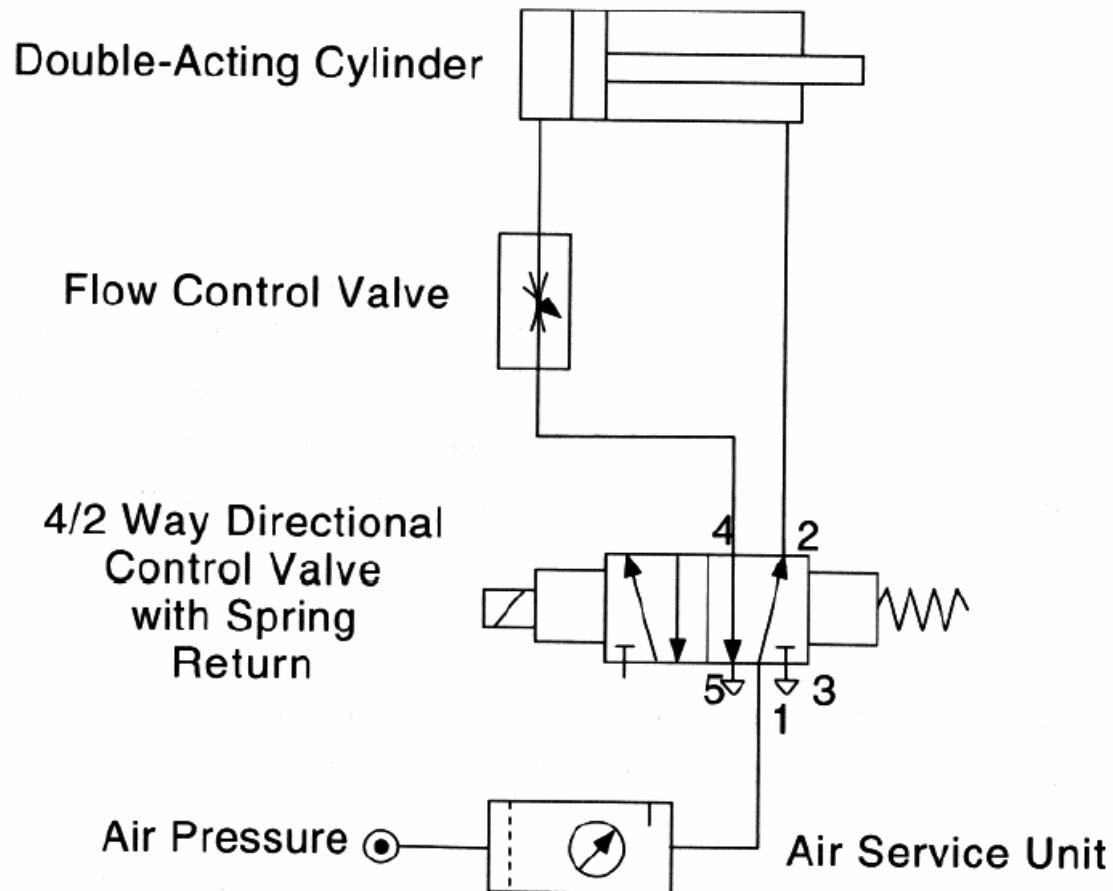 Double-Acting Cylinder
Flow Control Valve
4/2 Way Directional
Control Valve
with Spring
Return
4
2
5
3
1
Air Pressure
Air Service Unit